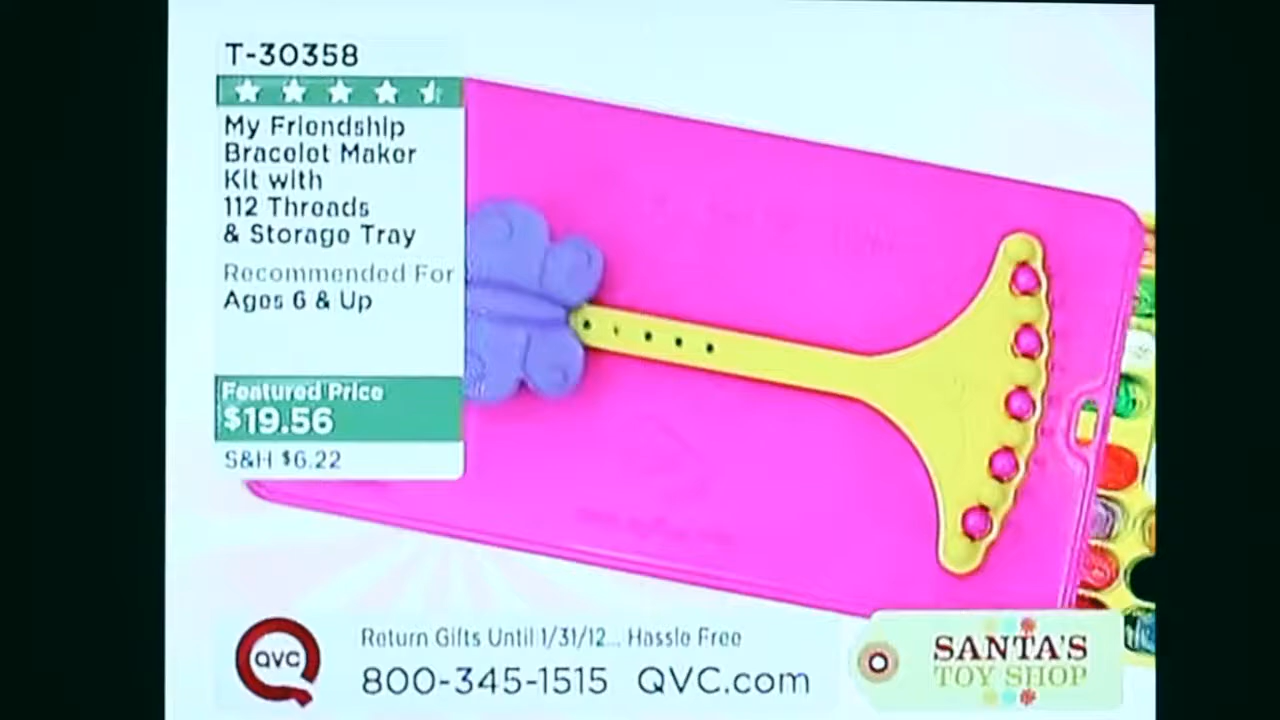 T-30358
My Friendship
Bracelet Maker
Kit with
112 Threads
& Storage Tray
Recommended For
Ages 6 & Up
Featured Price
$19.56
S&H $6.22
QVC
Return Gifts Until 1/31/12... Hassle Free
800-345-1515 QVC.com
SANTA'S
TOY SHOP